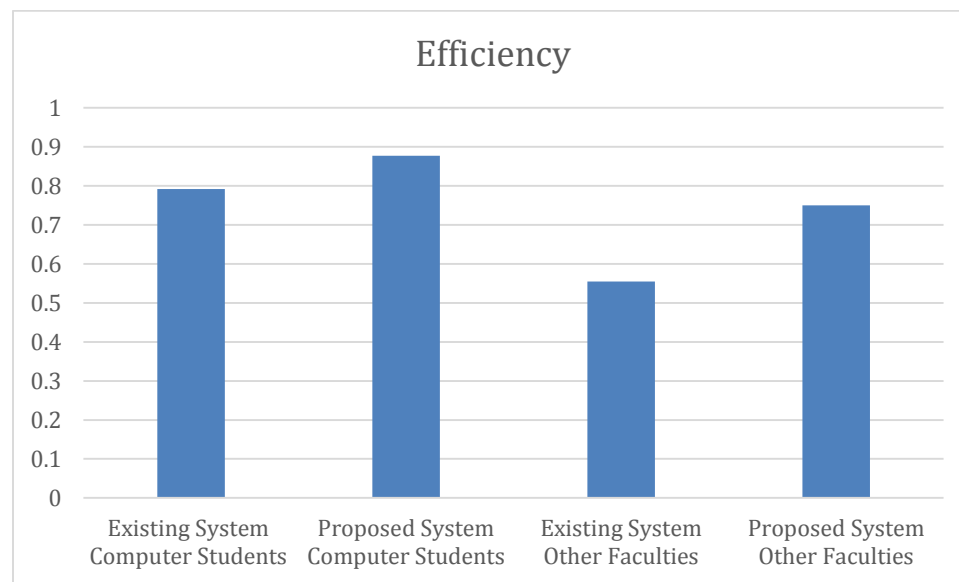 Efficiency
1
0.9
0.8
0.7
0.6
0.5
0.4
0.3
0.2
0.1
0
Existing System
Computer Students
Proposed System
Computer Students
Existing System
Other Faculties
Proposed System
Other Faculties